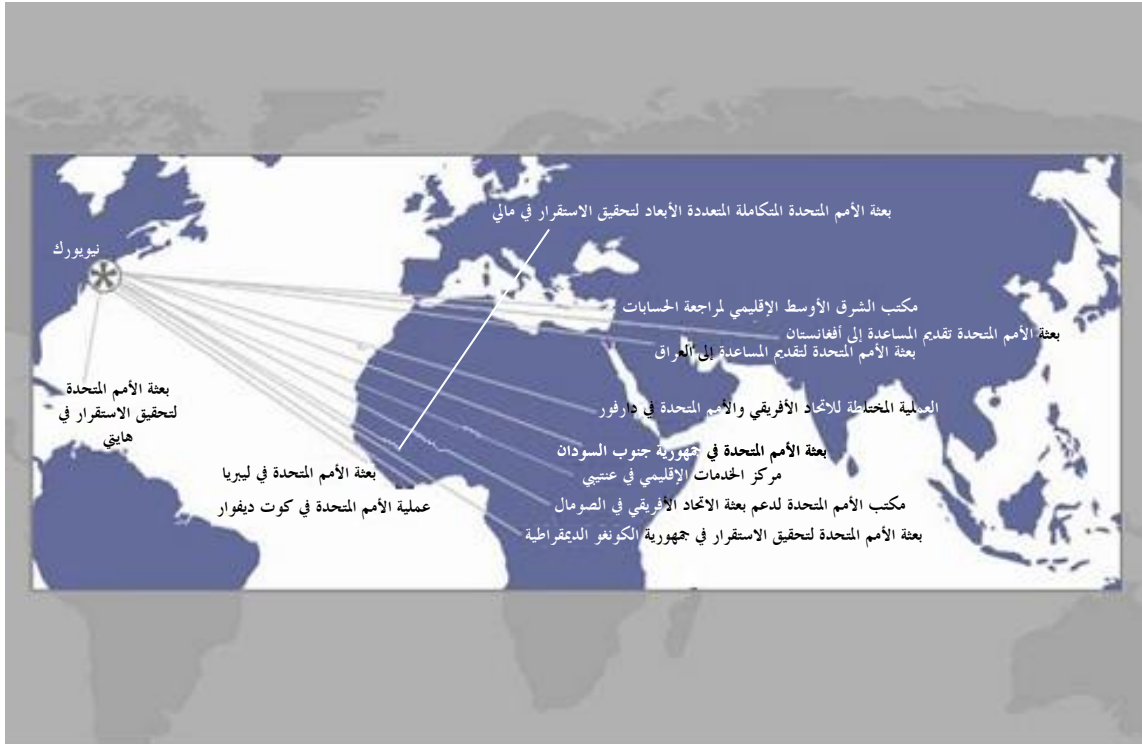 بعثة الأمم المتحدة المتكاملة المتعددة الأبعاد لتحقيق الاستقرار في مالي
نيويورك
مكتب الشرق الأوسط الإقليمي لمراجعة الحسابات
بعثة الأمم المتحدة تقديم المساعدة إلى أفغانستان
بعثة الأمم المتحدة لتقديم المساعدة إلى العراق
بعثة الأمم المتحدة
لتحقيق الاستقرار في
هايتي
العملية المختلطة للاتحاد الأفريقي والأمم المتحدة في دارفور
بعثة الأمم المتحدة في جمهورية جنوب السودان
مركز الخدمات الإقليمي في عنتيبي
بعثة الأمم المتحدة في ليبريا
مكتب الأمم المتحدة لدعم بعثة الاتحاد الأفريقي في الصومال
عملية الأمم المتحدة في كوت ديفوار
بعثة الأمم المتحدة لتحقيق الاستقرار في جمهورية الكونغو الديمقراطية